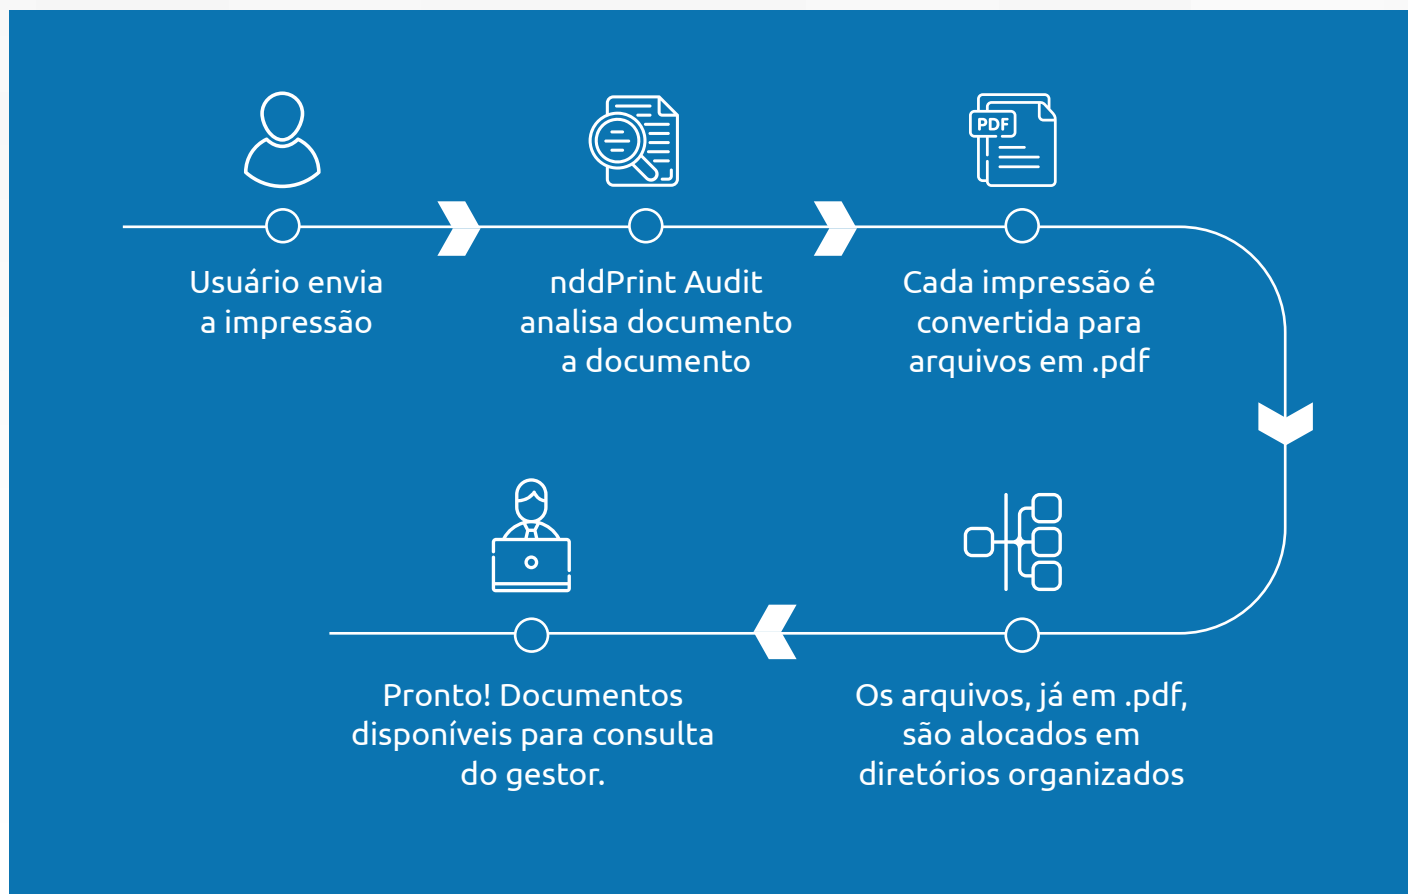 PDF
Usuário envia
a impressão
nddPrint Audit
analisa documento
a documento
Cada impressão é
convertida para
arquivos em .pdf
Os arquivos, já em .pdf,
são alocados em
diretórios organizados
Pronto! Documentos
disponíveis para consulta
do gestor.